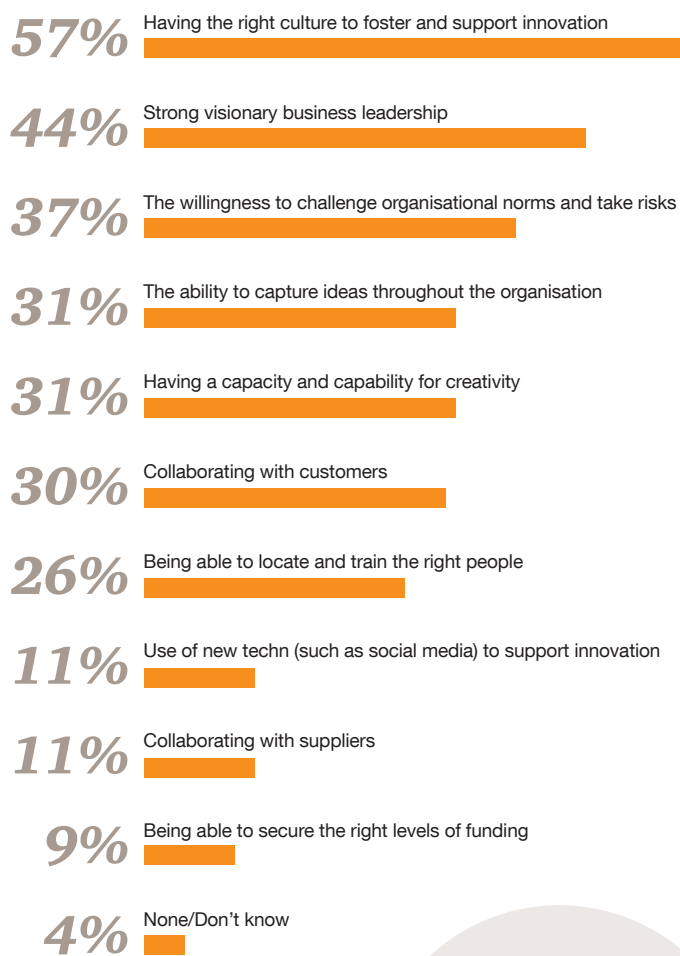 57% Having the right culture to foster and support innovation
44% Strong visionary business leadership
37% The willingness to challenge organisational norms and take risks
31% The ability to capture ideas throughout the organisation
31% Having a capacity and capability for creativity
30% Collaborating with customers
26% Being able to locate and train the right people
11% Use of new techn (such as social media) to support innovation
11% Collaborating with suppliers
9% Being able to secure the right levels of funding
4% None/Don’t know